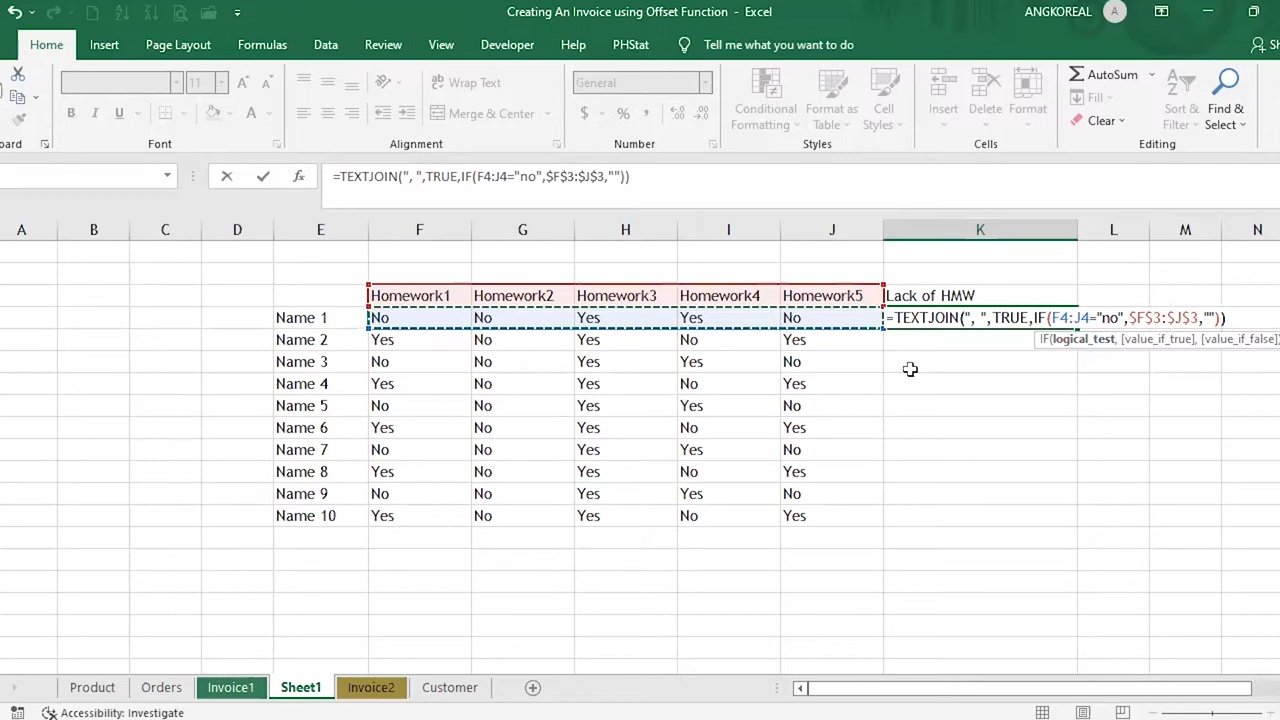 Creating An Invoice using Offset Function - Excel
ANGKOREAL A
Home Insert Page Layout Formulas Data Review View Developer Help PHStat Tell me what you want to do
11 A A ab Wrap Text General Conditional Formatting Format as Table Cell Styles Insert Delete Format AutoSum Fill Clear Sort & Filter Find & Select
B I U A Merge & Center $ %
Font Alignment Number Styles Cells Editing
fx =TEXTJOIN(", ",TRUE,IF(F4:J4="no",$F$3:$J$3,""))
A B C D E F G H I J K L M N
Homework1 Homework2 Homework3 Homework4 Homework5 Lack of HMW
Name 1 No No Yes Yes No =TEXTJOIN(", ",TRUE,IF(F4:J4="no",$F$3:$J$3,""))
IF(logical_test, [value_if_true], [value_if_false])
Name 2 Yes No Yes No Yes
Name 3 No No Yes Yes No
Name 4 Yes No Yes No Yes
Name 5 No No Yes Yes No
Name 6 Yes No Yes No Yes
Name 7 No No Yes Yes No
Name 8 Yes No Yes No Yes
Name 9 No No Yes Yes No
Name 10 Yes No Yes No Yes
Product Orders Invoice1 Sheet1 Invoice2 Customer
Accessibility: Investigate